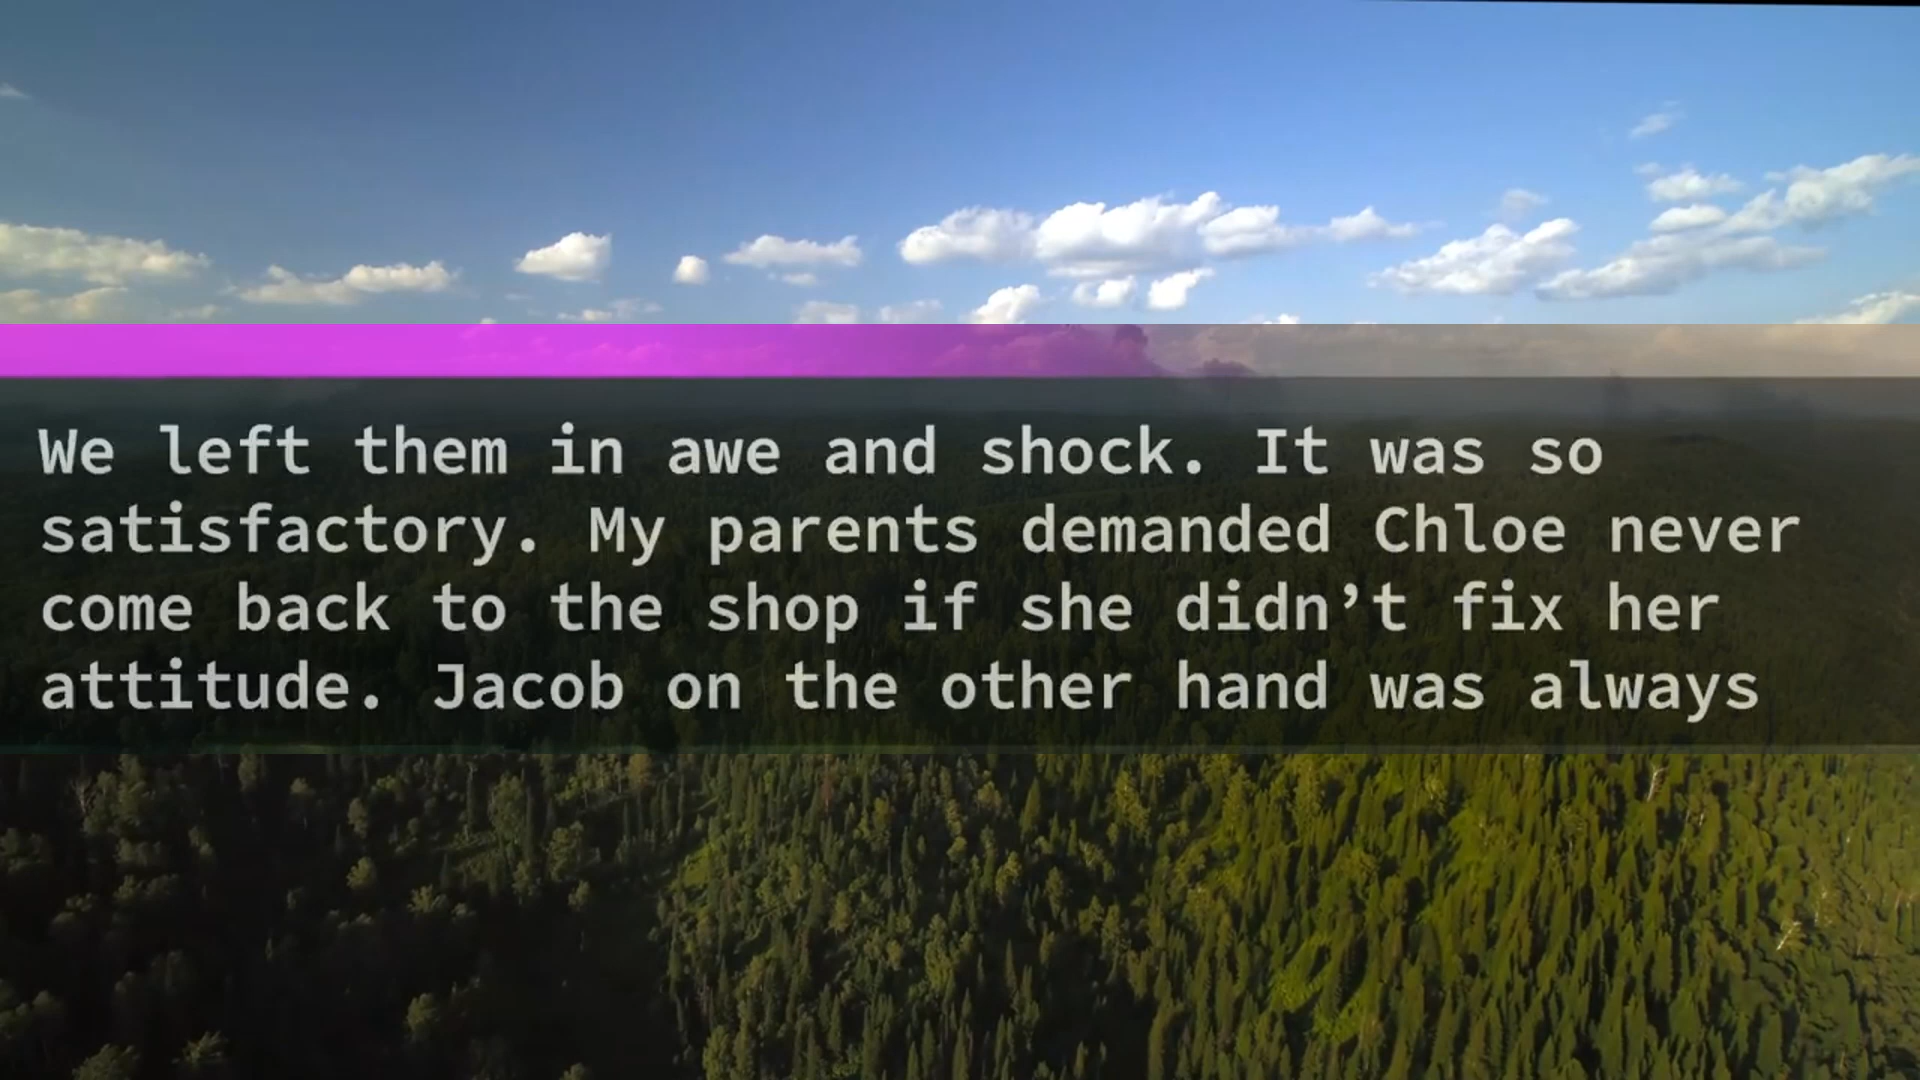 We left them in awe and shock. It was so
satisfactory. My parents demanded Chloe never
come back to the shop if she didn’t fix her
attitude. Jacob on the other hand was always